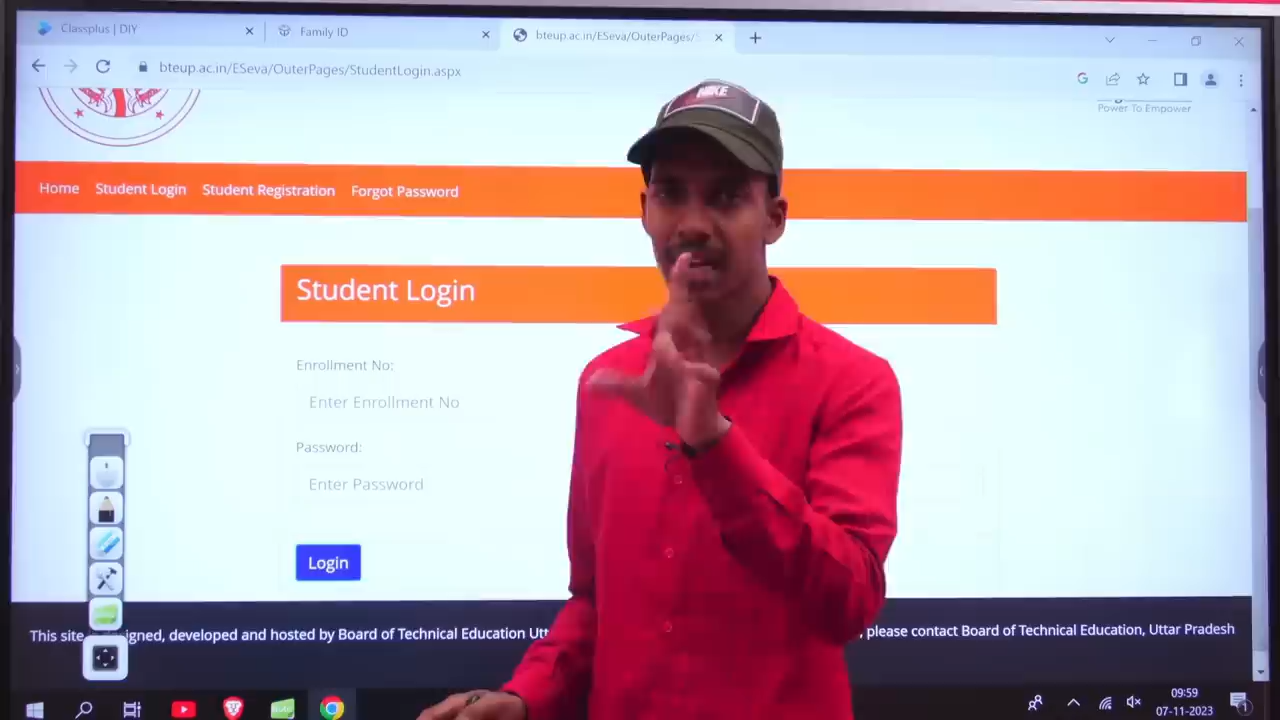 Classplus | DIY
Family ID
bteup.ac.in/ESeva/OuterPages/S
bteup.ac.in/ESeva/OuterPages/StudentLogin.aspx
NIKE
Power To Empower
Home Student Login Student Registration Forgot Password
Student Login
Enrollment No:
Enter Enrollment No
Password:
Enter Password
Login
This site designed, developed and hosted by Board of Technical Education Utt
, please contact Board of Technical Education, Uttar Pradesh
09:59
07-11-2023
1